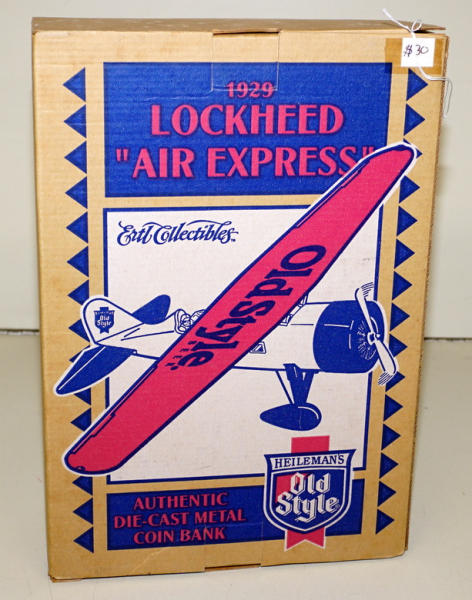 $30
1929
LOCKHEED
"AIR EXPRESS"
Ertl Collectibles™
Old Style
Old
Style
HEILEMAN'S
Old
Style
AUTHENTIC
DIE-CAST METAL
COIN BANK